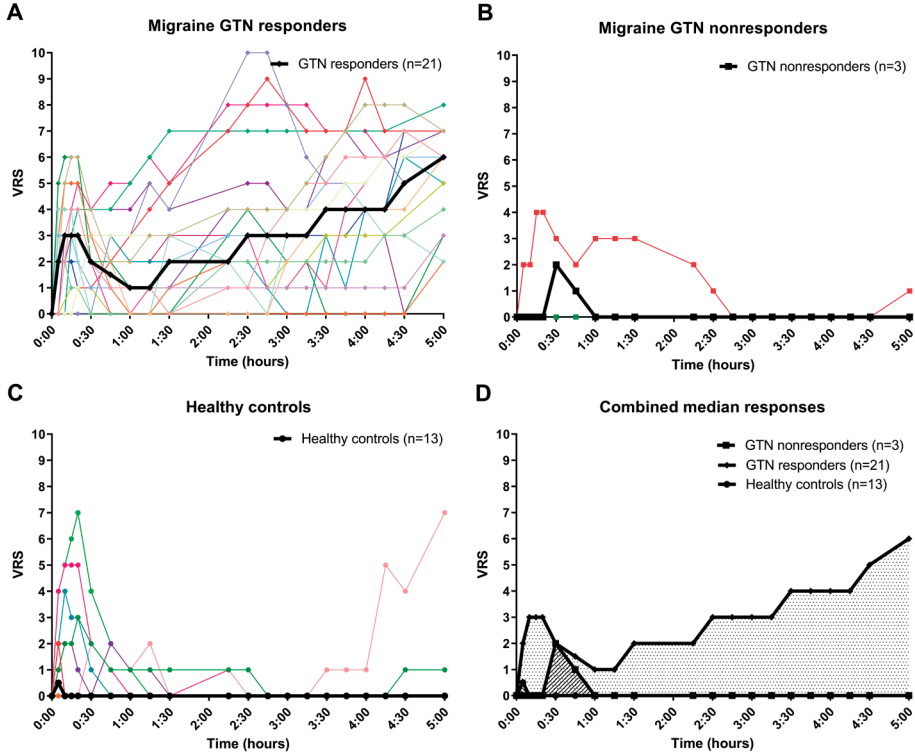 A
Migraine GTN responders
GTN responders (n=21)
VRS
10
9
8
7
6
5
4
3
2
1
0
0:00 0:30 1:00 1:30 2:00 2:30 3:00 3:30 4:00 4:30 5:00
Time (hours)
B
Migraine GTN nonresponders
GTN nonresponders (n=3)
VRS
10
9
8
7
6
5
4
3
2
1
0
0:00 0:30 1:00 1:30 2:00 2:30 3:00 3:30 4:00 4:30 5:00
Time (hours)
C
Healthy controls
Healthy controls (n=13)
VRS
10
9
8
7
6
5
4
3
2
1
0
0:00 0:30 1:00 1:30 2:00 2:30 3:00 3:30 4:00 4:30 5:00
Time (hours)
D
Combined median responses
GTN nonresponders (n=3)
GTN responders (n=21)
Healthy controls (n=13)
VRS
10
9
8
7
6
5
4
3
2
1
0
0:00 0:30 1:00 1:30 2:00 2:30 3:00 3:30 4:00 4:30 5:00
Time (hours)